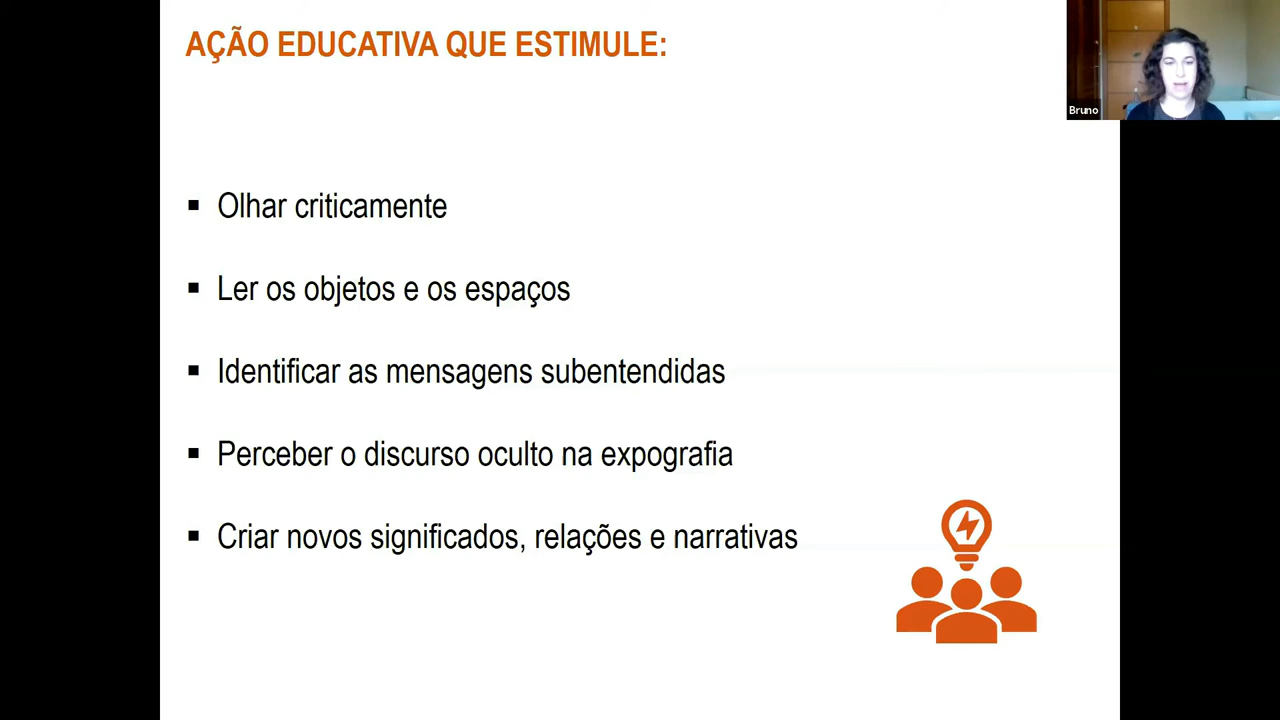 AÇÃO EDUCATIVA QUE ESTIMULE:
Bruno
▪ Olhar criticamente
▪ Ler os objetos e os espaços
▪ Identificar as mensagens subentendidas
▪ Perceber o discurso oculto na expografia
▪ Criar novos significados, relações e narrativas